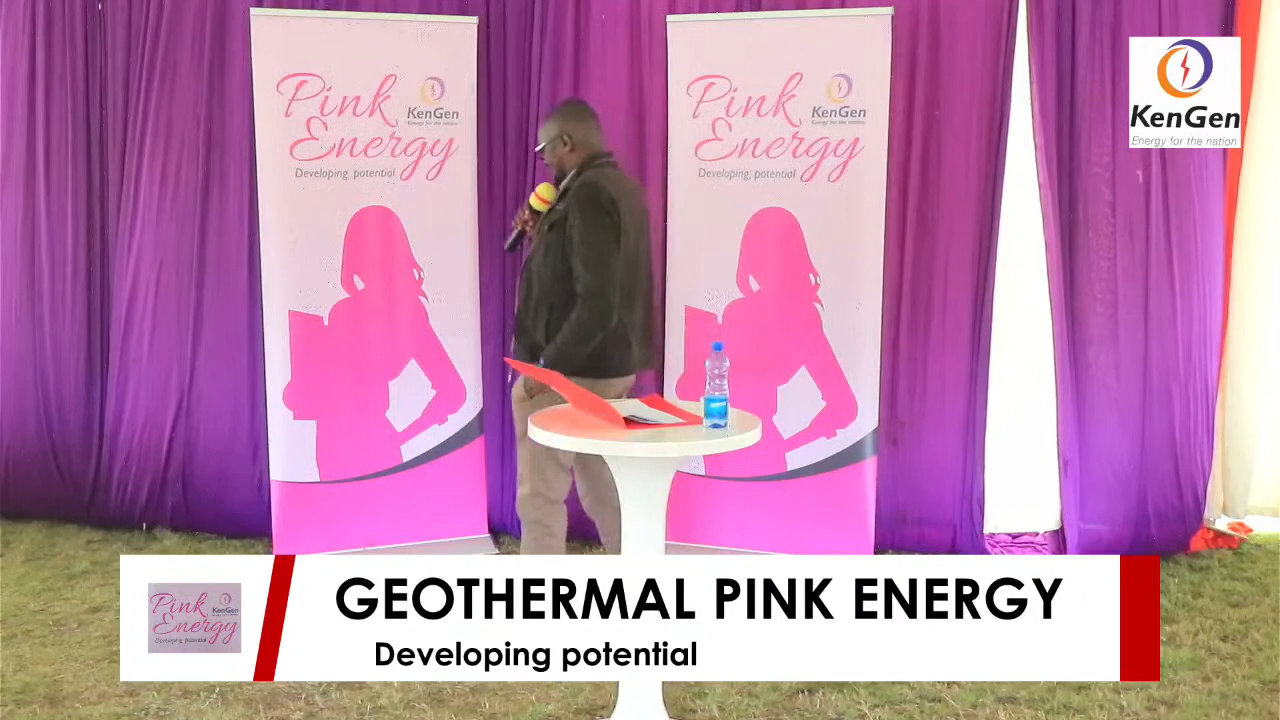 Pink
Energy
KenGen
Energy for the nation
Developing potential
Pink
Energy
KenGen
Energy for the nation
Developing potential
KenGen
Energy for the nation
Pink
Energy
KenGen
Developing potential
GEOTHERMAL PINK ENERGY
Developing potential